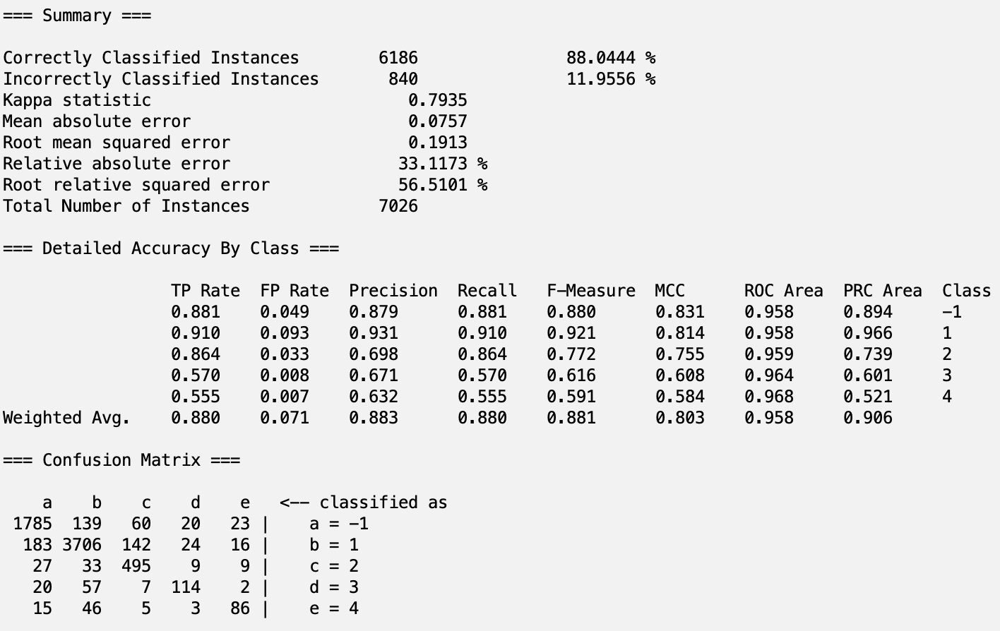 === Summary ===
Correctly Classified Instances 6186 88.0444 %
Incorrectly Classified Instances 840 11.9556 %
Kappa statistic 0.7935
Mean absolute error 0.0757
Root mean squared error 0.1913
Relative absolute error 33.1173 %
Root relative squared error 56.5101 %
Total Number of Instances 7026
=== Detailed Accuracy By Class ===
TP Rate FP Rate Precision Recall F-Measure MCC ROC Area PRC Area Class
0.881 0.049 0.879 0.881 0.880 0.831 0.958 0.894 -1
0.910 0.093 0.931 0.910 0.921 0.814 0.958 0.966 1
0.864 0.033 0.698 0.864 0.772 0.755 0.959 0.739 2
0.570 0.008 0.671 0.570 0.616 0.608 0.964 0.601 3
0.555 0.007 0.632 0.555 0.591 0.584 0.968 0.521 4
Weighted Avg. 0.880 0.071 0.883 0.880 0.881 0.803 0.958 0.906
=== Confusion Matrix ===
a b c d e <-- classified as
1785 139 60 20 23 | a = -1
183 3706 142 24 16 | b = 1
27 33 495 9 9 | c = 2
20 57 7 114 2 | d = 3
15 46 5 3 86 | e = 4